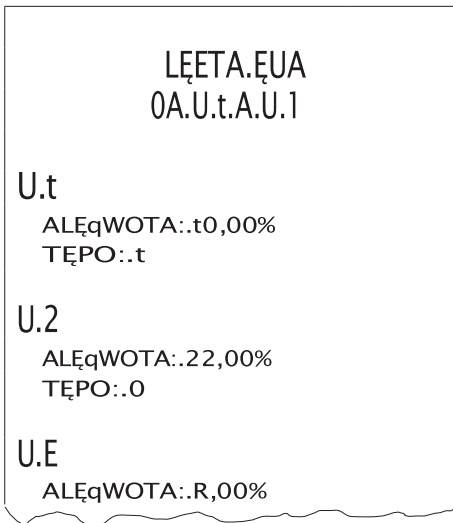 LĘETA.ĘUA
0A.U.t.A.U.1
U.t
ALĘqWOTA:.t0,00%
TĘPO:.t
U.2
ALĘqWOTA:.22,00%
TĘPO:.0
U.E
ALĘqWOTA:.R,00%